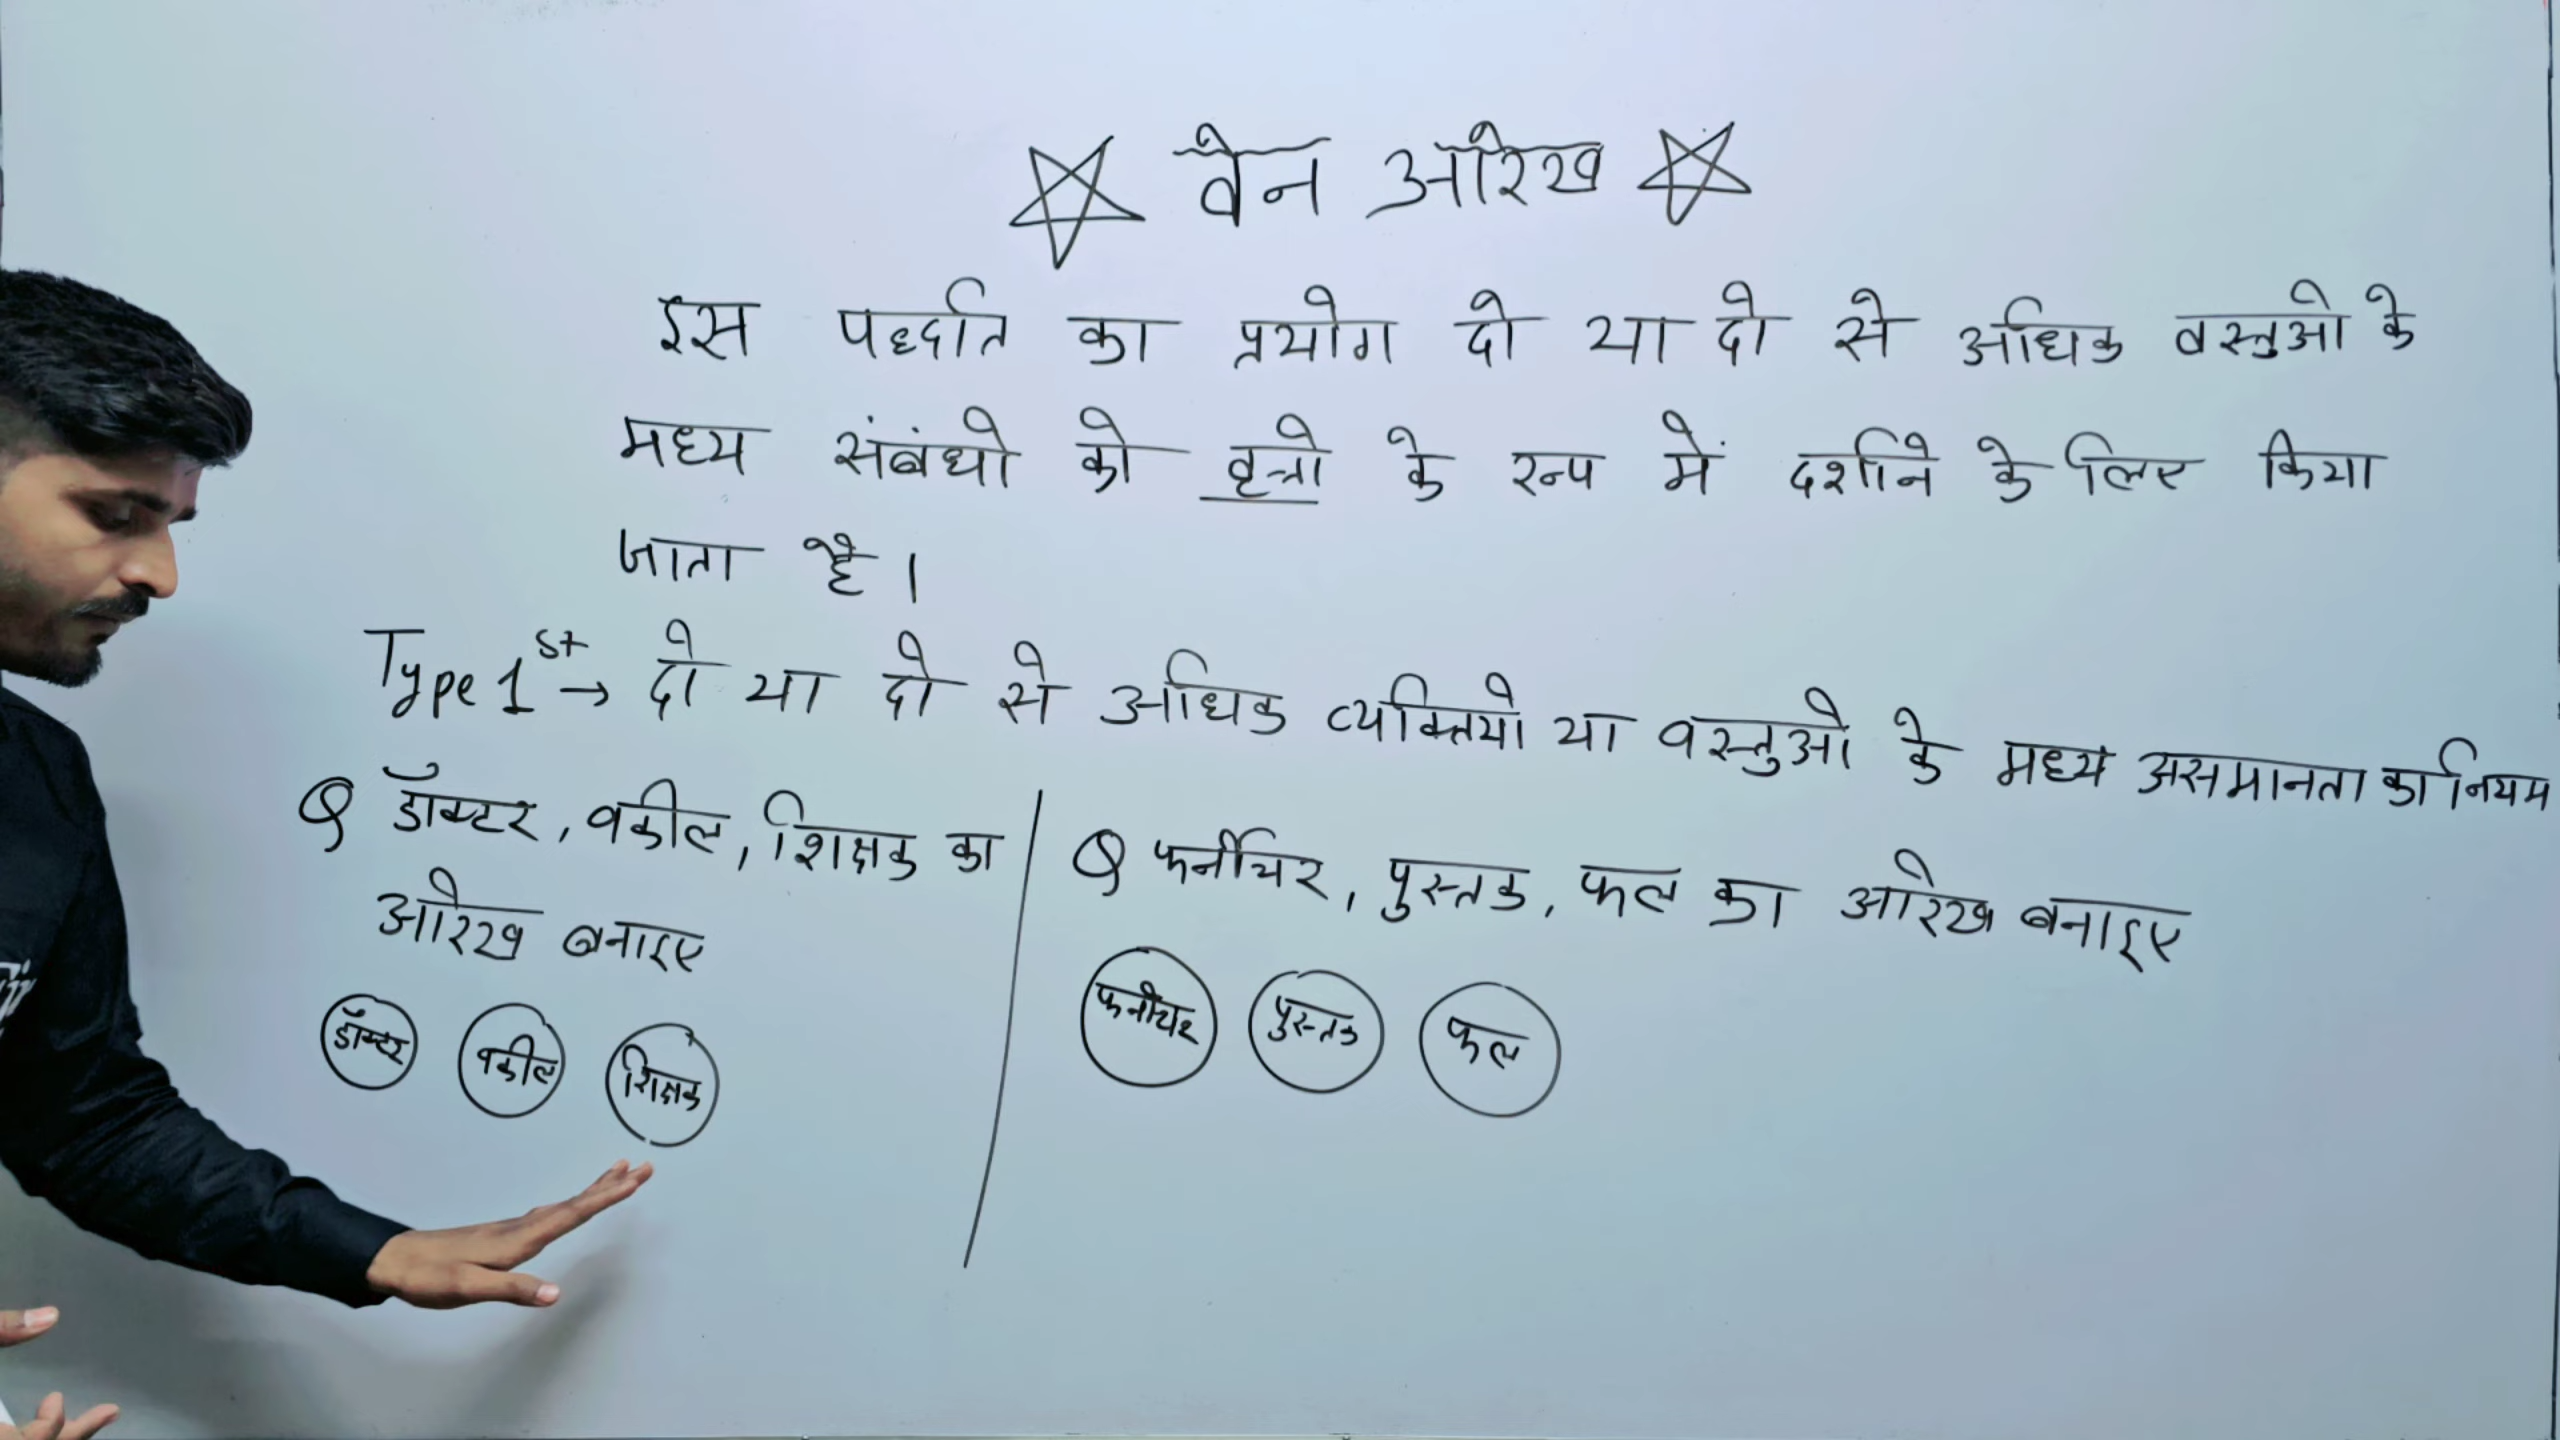 वेन आरेख
इस पद्धति का प्रयोग दो या दो से अधिक वस्तुओ के
मध्य संबंधो को वृत्तो के रूप में दर्शाने के लिए किया
जाता है।
Type 1st → दो या दो से अधिक व्यक्तियो या वस्तुओ के मध्य असमानता का नियम
Q डॉक्टर, वकील, शिक्षक का
आरेख बनाइए
डॉक्टर वकील शिक्षक
Q फर्नीचर, पुस्तक, फल का आरेख बनाइए
फर्नीचर पुस्तक फल